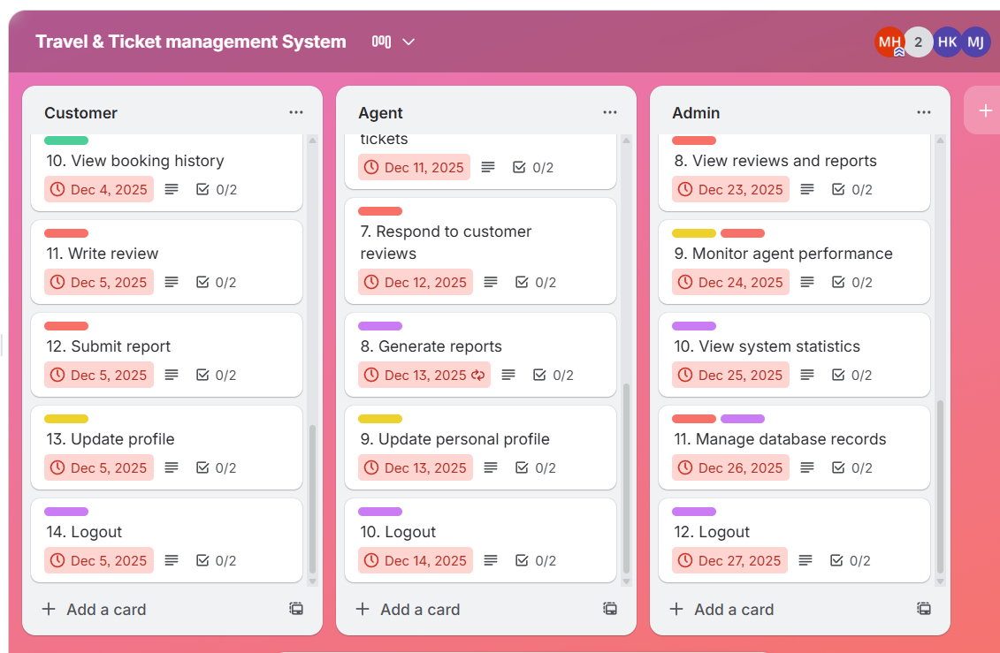 Travel & Ticket management System
MH
2
HK
MJ
Customer
10. View booking history
Dec 4, 2025
0/2
11. Write review
Dec 5, 2025
0/2
12. Submit report
Dec 5, 2025
0/2
13. Update profile
Dec 5, 2025
0/2
14. Logout
Dec 5, 2025
0/2
Add a card
Agent
tickets
Dec 11, 2025
0/2
7. Respond to customer
reviews
Dec 12, 2025
0/2
8. Generate reports
Dec 13, 2025
0/2
9. Update personal profile
Dec 13, 2025
0/2
10. Logout
Dec 14, 2025
0/2
Add a card
Admin
8. View reviews and reports
Dec 23, 2025
0/2
9. Monitor agent performance
Dec 24, 2025
0/2
10. View system statistics
Dec 25, 2025
0/2
11. Manage database records
Dec 26, 2025
0/2
12. Logout
Dec 27, 2025
0/2
Add a card